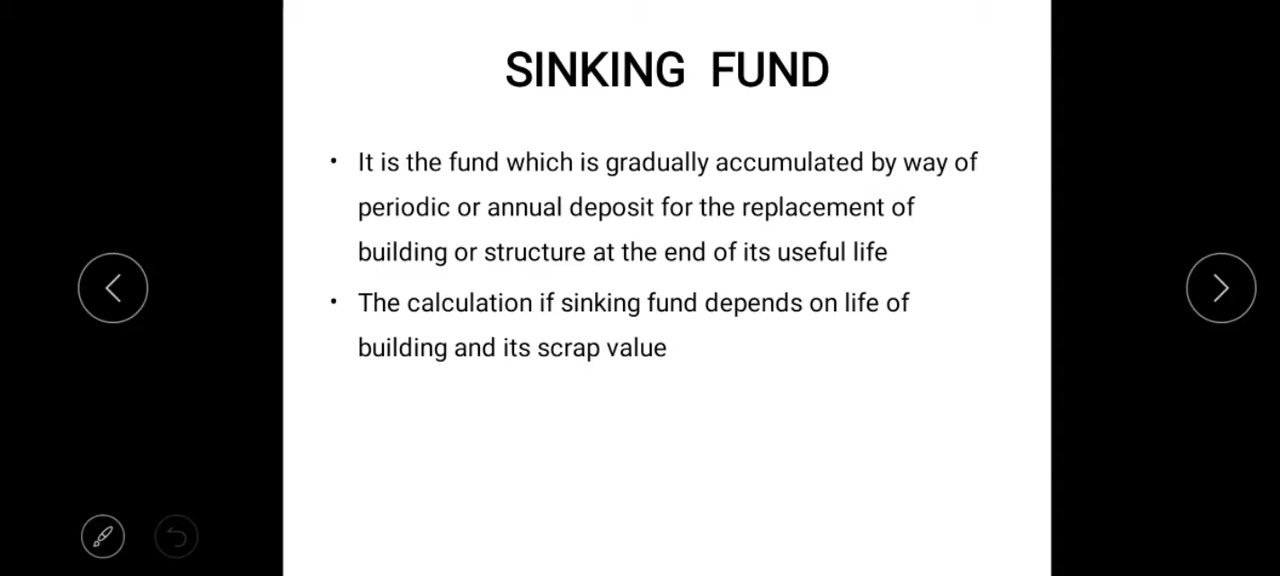 SINKING FUND
• It is the fund which is gradually accumulated by way of
periodic or annual deposit for the replacement of
building or structure at the end of its useful life
• The calculation if sinking fund depends on life of
building and its scrap value